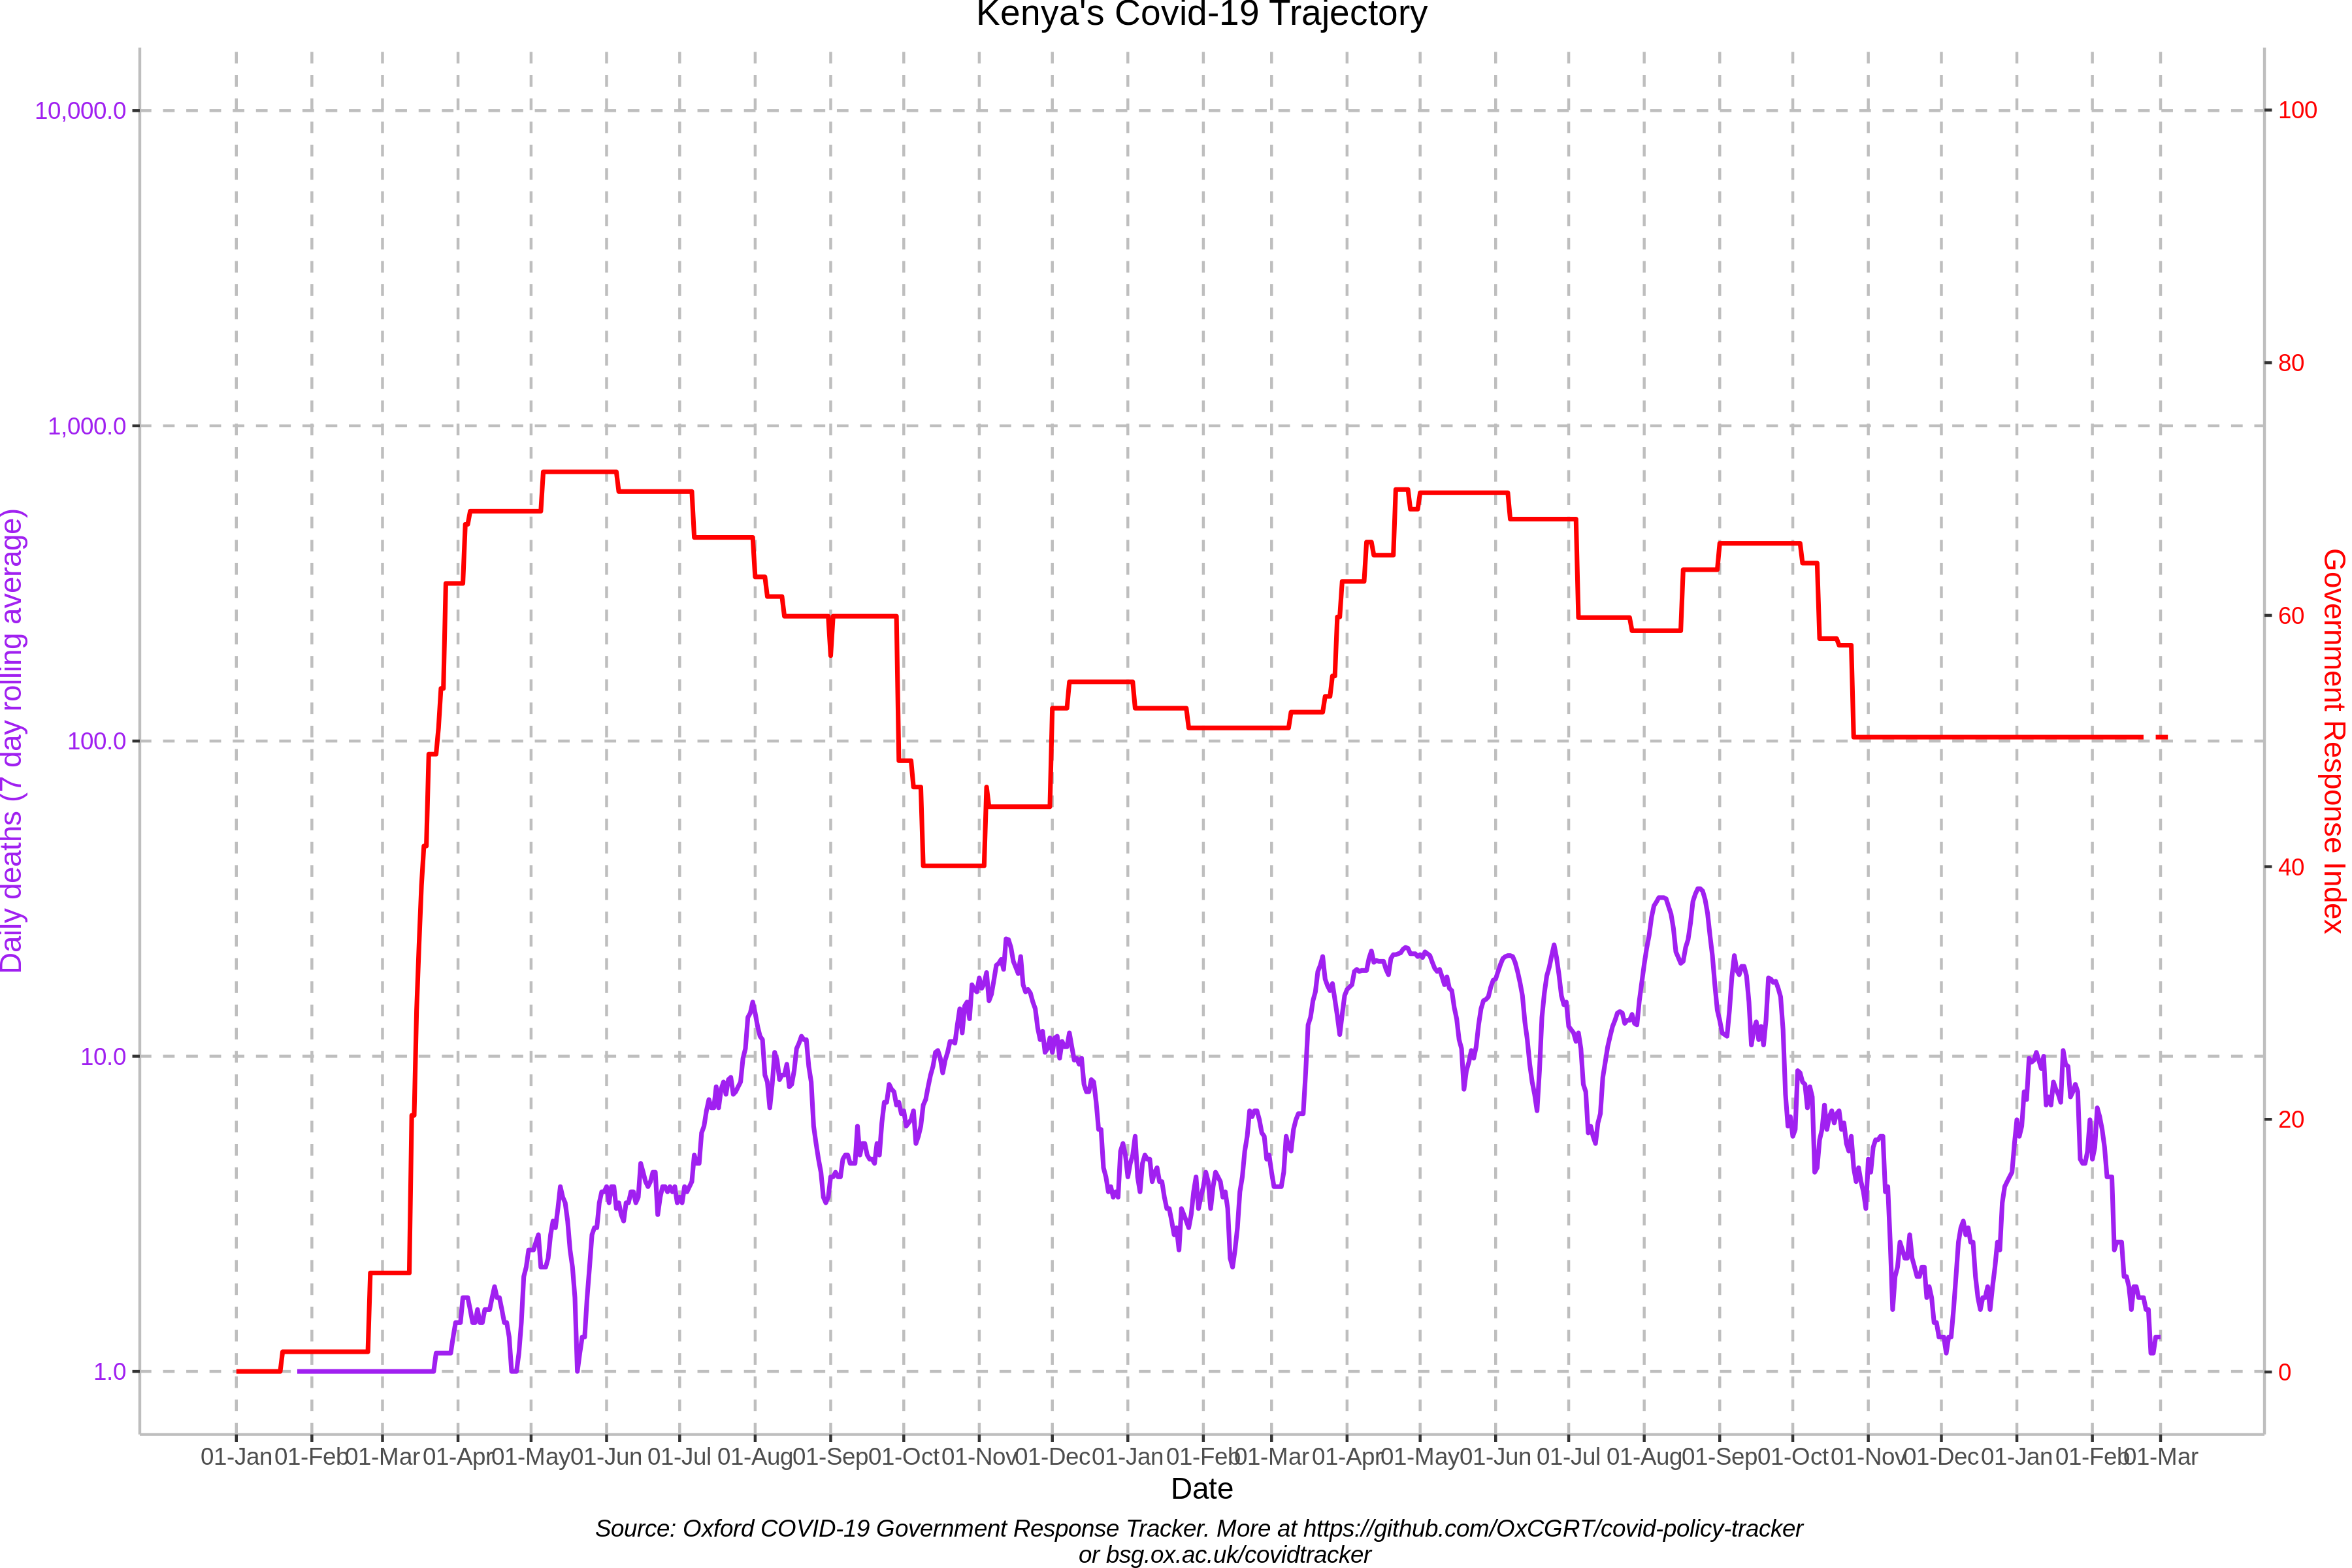 Kenya's Covid-19 Trajectory
10,000.0
1,000.0
100.0
10.0
1.0
Daily deaths (7 day rolling average)
100
80
60
40
20
0
Government Response Index
01-Jan 01-Feb 01-Mar 01-Apr 01-May 01-Jun 01-Jul 01-Aug 01-Sep 01-Oct 01-Nov 01-Dec 01-Jan 01-Feb 01-Mar 01-Apr 01-May 01-Jun 01-Jul 01-Aug 01-Sep 01-Oct 01-Nov 01-Dec 01-Jan 01-Feb 01-Mar
Date
Source: Oxford COVID-19 Government Response Tracker. More at https://github.com/OxCGRT/covid-policy-tracker
or bsg.ox.ac.uk/covidtracker